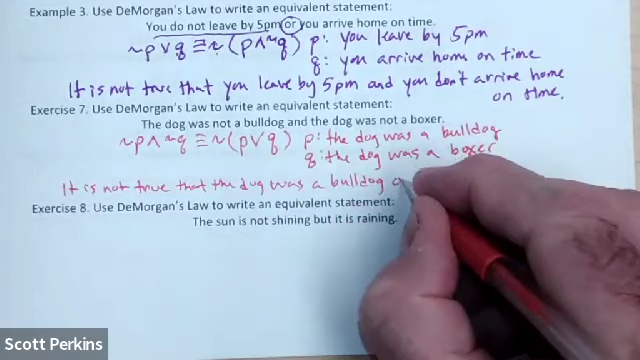 Example 3. Use DeMorgan's Law to write an equivalent statement:
You do not leave by 5pm or you arrive home on time.
~p ∨ q ≡ ~(p ∧ ~q) p: you leave by 5pm
q: you arrive home on time
It is not true that you leave by 5pm and you don't arrive home
on time.
Exercise 7. Use DeMorgan's Law to write an equivalent statement:
The dog was not a bulldog and the dog was not a boxer.
~p ∧ ~q ≡ ~(p ∨ q) p: the dog was a bulldog
q: the dog was a boxer
It is not true that the dog was a bulldog
Exercise 8. Use DeMorgan's Law to write an equivalent statement:
The sun is not shining but it is raining.
Scott Perkins